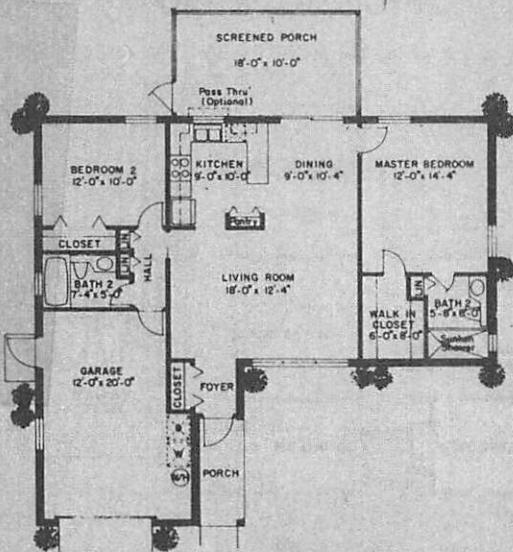 SCREENED PORCH
18'-0" x 10'-0"
Pass Thru'
(Optional)
BEDROOM 2
12'-0" x 10'-0"
KITCHEN
9'-0" x 10'-0"
DINING
9'-0" x 10'-4"
MASTER BEDROOM
12'-0" x 14'-4"
Pantry
CLOSET
LIN
LIN
HALL
BATH 2
7'-4" x 5'-0"
LIVING ROOM
18'-0" x 12'-4"
WALK IN
CLOSET
6'-0" x 8'-0"
LIN
BATH 2
5'-8" x 8'-0"
Sunken
Shower
GARAGE
12'-0" x 20'-0"
CLOSET
FOYER
W
PORCH